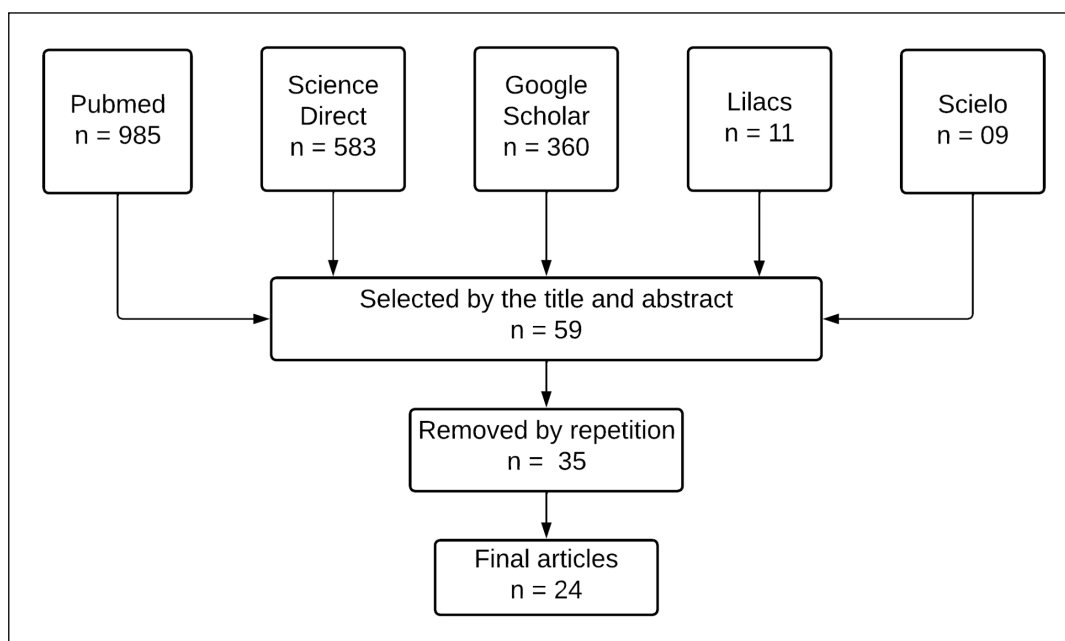 Pubmed
n = 985
Science
Direct
n = 583
Google
Scholar
n = 360
Lilacs
n = 11
Scielo
n = 09
Selected by the title and abstract
n = 59
Removed by repetition
n =  35
Final articles
n = 24